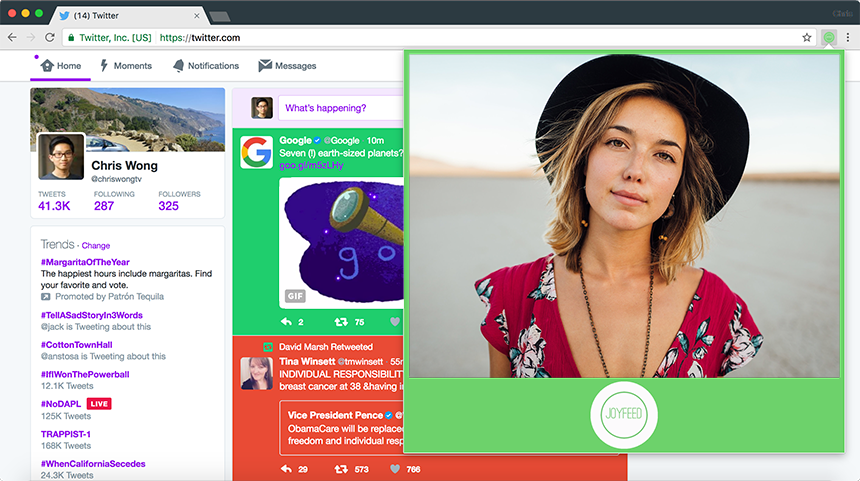 (14) Twitter
Chris
Twitter, Inc. [US] https://twitter.com
Home Moments Notifications Messages
Chris Wong
@chriswongtv
TWEETS FOLLOWING FOLLOWERS
41.3K 287 325
Trends · Change
#MargaritaOfTheYear
The happiest hours include margaritas. Find
your favorite and vote.
Promoted by Patrón Tequila
#TellASadStoryIn3Words
@jack is Tweeting about this
#CottonTownHall
@anstosa is Tweeting about this
#IfIWonThePowerball
12.1K Tweets
#NoDAPL LIVE
125K Tweets
TRAPPIST-1
168K Tweets
#WhenCaliforniaSecedes
24.3K Tweets
What's happening?
Google @Google · 10m
Seven (!) earth-sized planets?
goo.gl/m5zLHy
go
GIF
2 75
David Marsh Retweeted
Tina Winsett @tmwinsett · 55m
INDIVIDUAL RESPONSIBILIT
breast cancer at 38 &having i
Vice President Pence @
ObamaCare will be replace
freedom and individual resp
29 573 766
JOYFEED